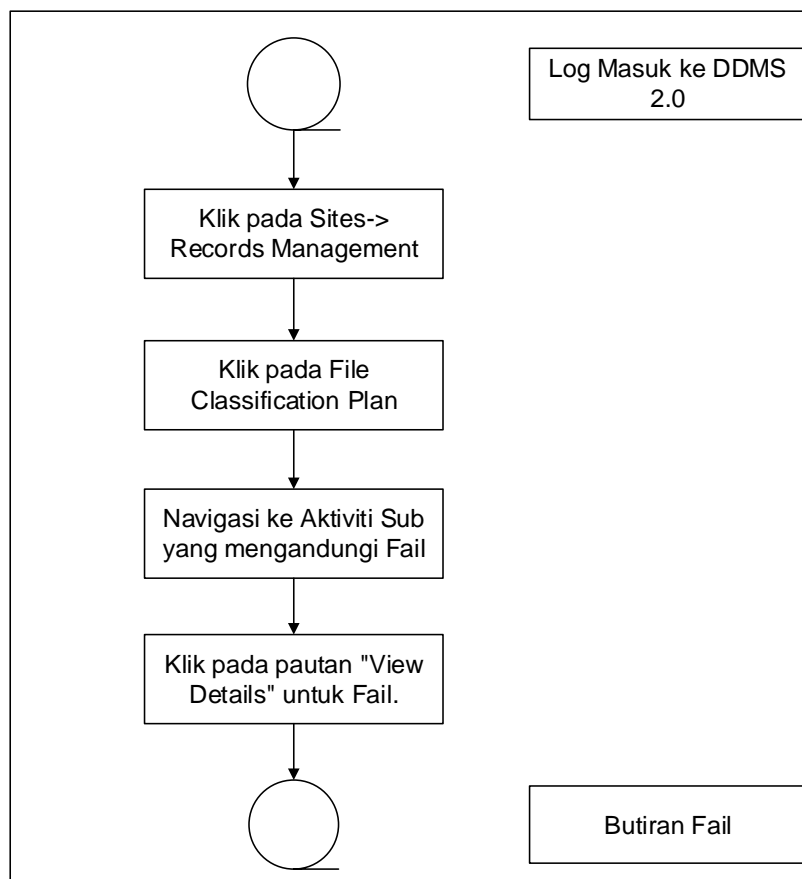 Log Masuk ke DDMS
2.0
Klik pada Sites->
Records Management
Klik pada File
Classification Plan
Navigasi ke Aktiviti Sub
yang mengandungi Fail
Klik pada pautan "View
Details" untuk Fail.
Butiran Fail